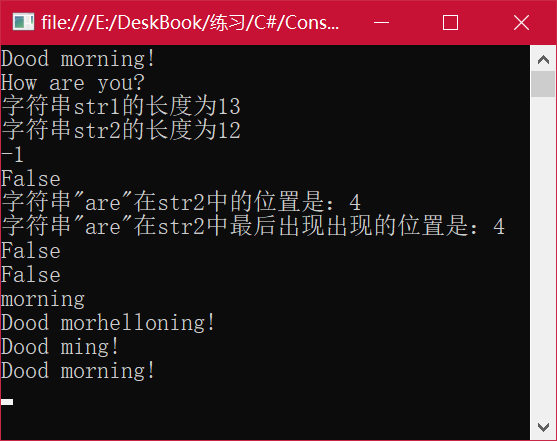 file:///E:/DeskBook/练习/C#/Cons...
Dood morning!
How are you?
字符串str1的长度为13
字符串str2的长度为12
-1
False
字符串"are"在str2中的位置是：4
字符串"are"在str2中最后出现出现的位置是：4
False
False
morning
Dood morhelloning!
Dood ming!
Dood morning!